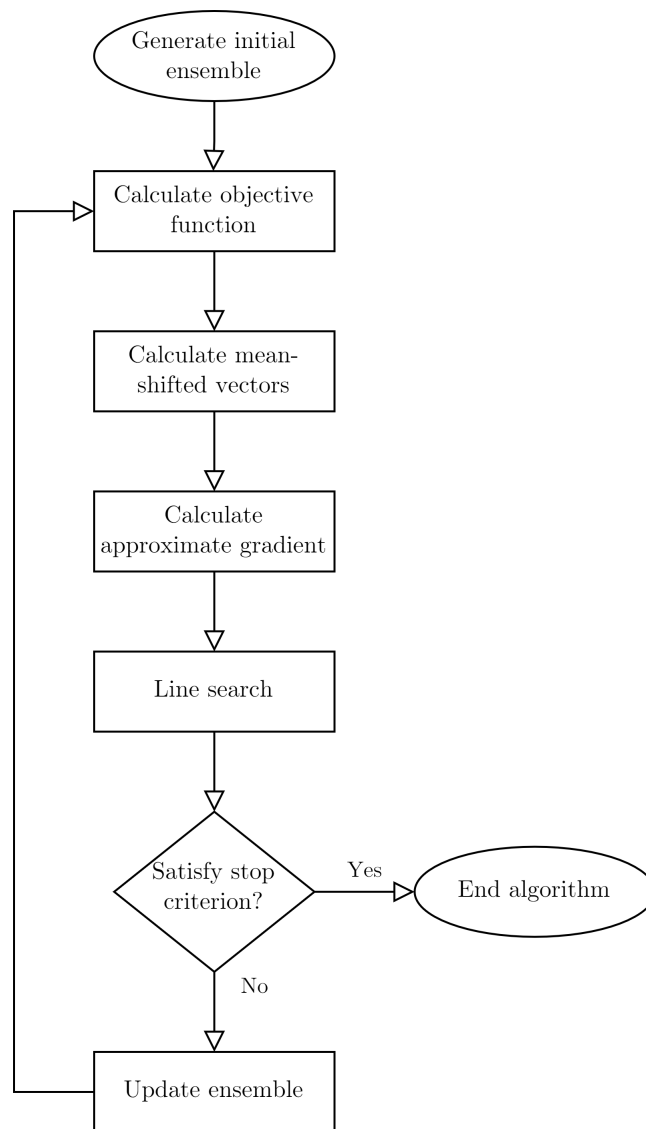 Generate initial
ensemble
Calculate objective
function
Calculate mean-
shifted vectors
Calculate
approximate gradient
Line search
Satisfy stop
criterion?
Yes
End algorithm
No
Update ensemble